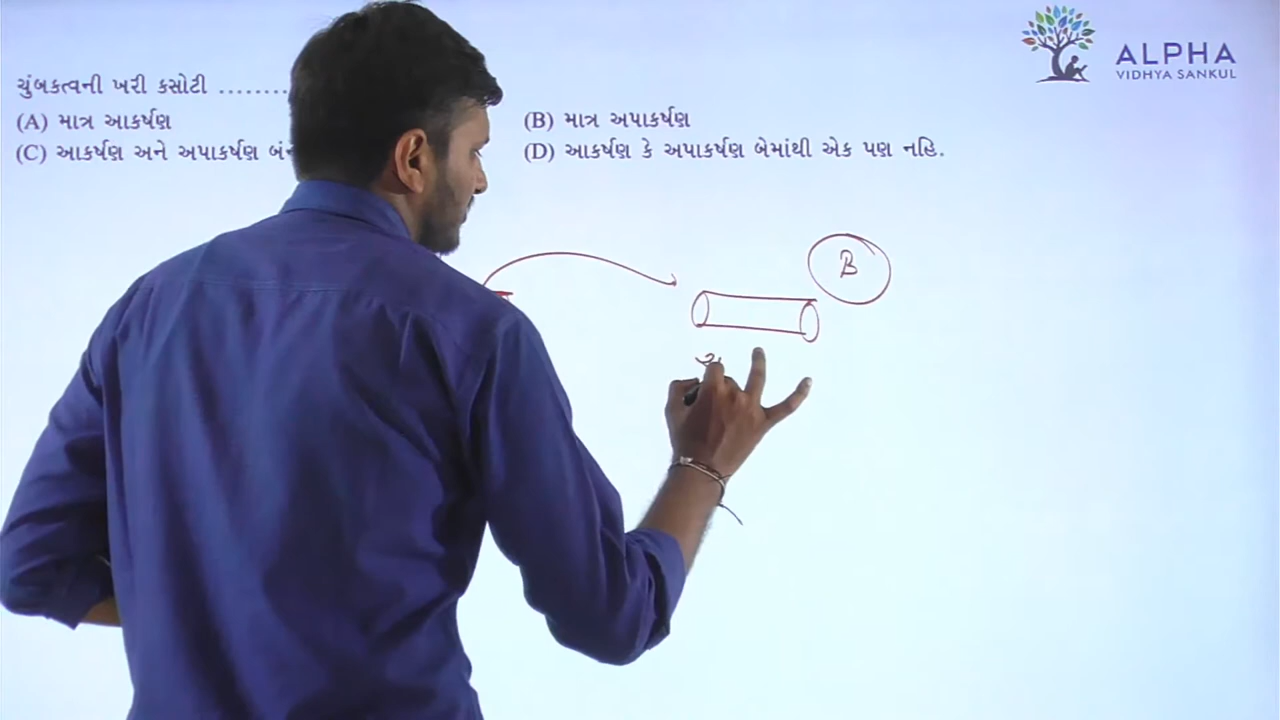 ALPHA
VIDHYA SANKUL
ચુંબકત્વની ખરી કસોટી ........
(A) માત્ર આકર્ષણ
(B) માત્ર અપાકર્ષણ
(C) આકર્ષણ અને અપાકર્ષણ
(D) આકર્ષણ કે અપાકર્ષણ બેમાંથી એક પણ નહિ.
B